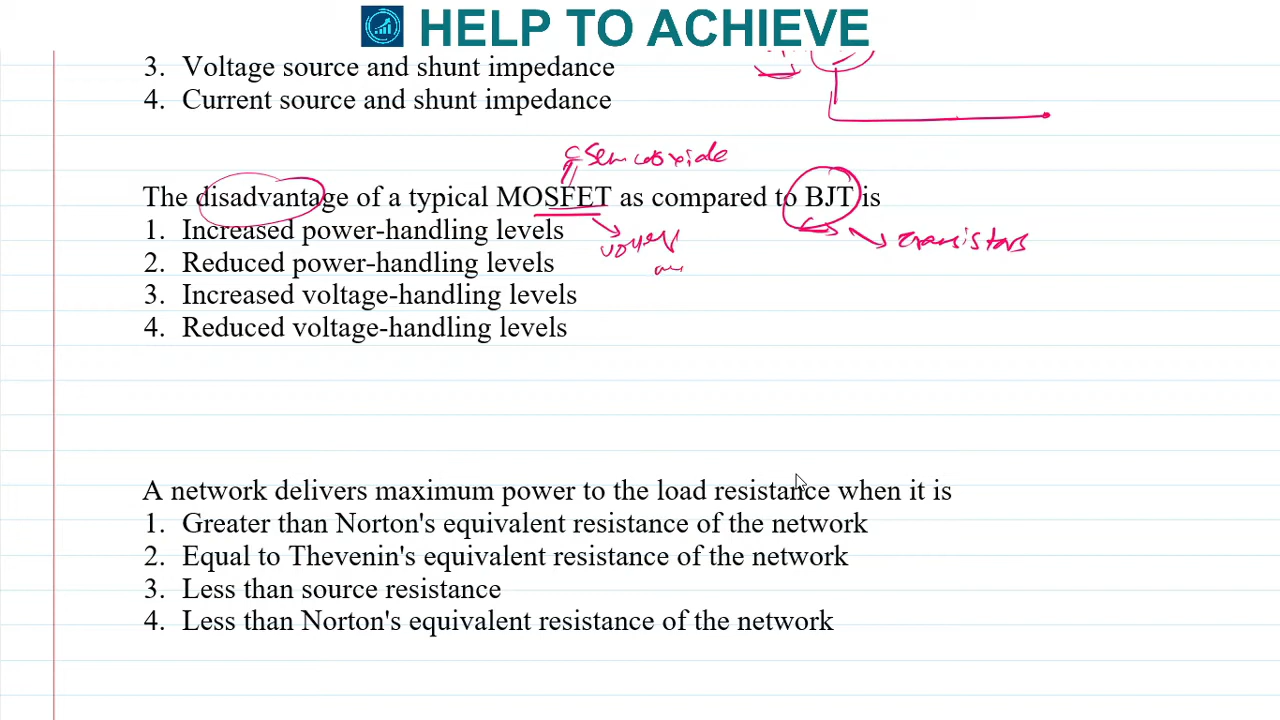 HELP TO ACHIEVE
3. Voltage source and shunt impedance
4. Current source and shunt impedance
The disadvantage of a typical MOSFET as compared to BJT is
1. Increased power-handling levels
2. Reduced power-handling levels
3. Increased voltage-handling levels
4. Reduced voltage-handling levels
transistors
A network delivers maximum power to the load resistance when it is
1. Greater than Norton's equivalent resistance of the network
2. Equal to Thevenin's equivalent resistance of the network
3. Less than source resistance
4. Less than Norton's equivalent resistance of the network